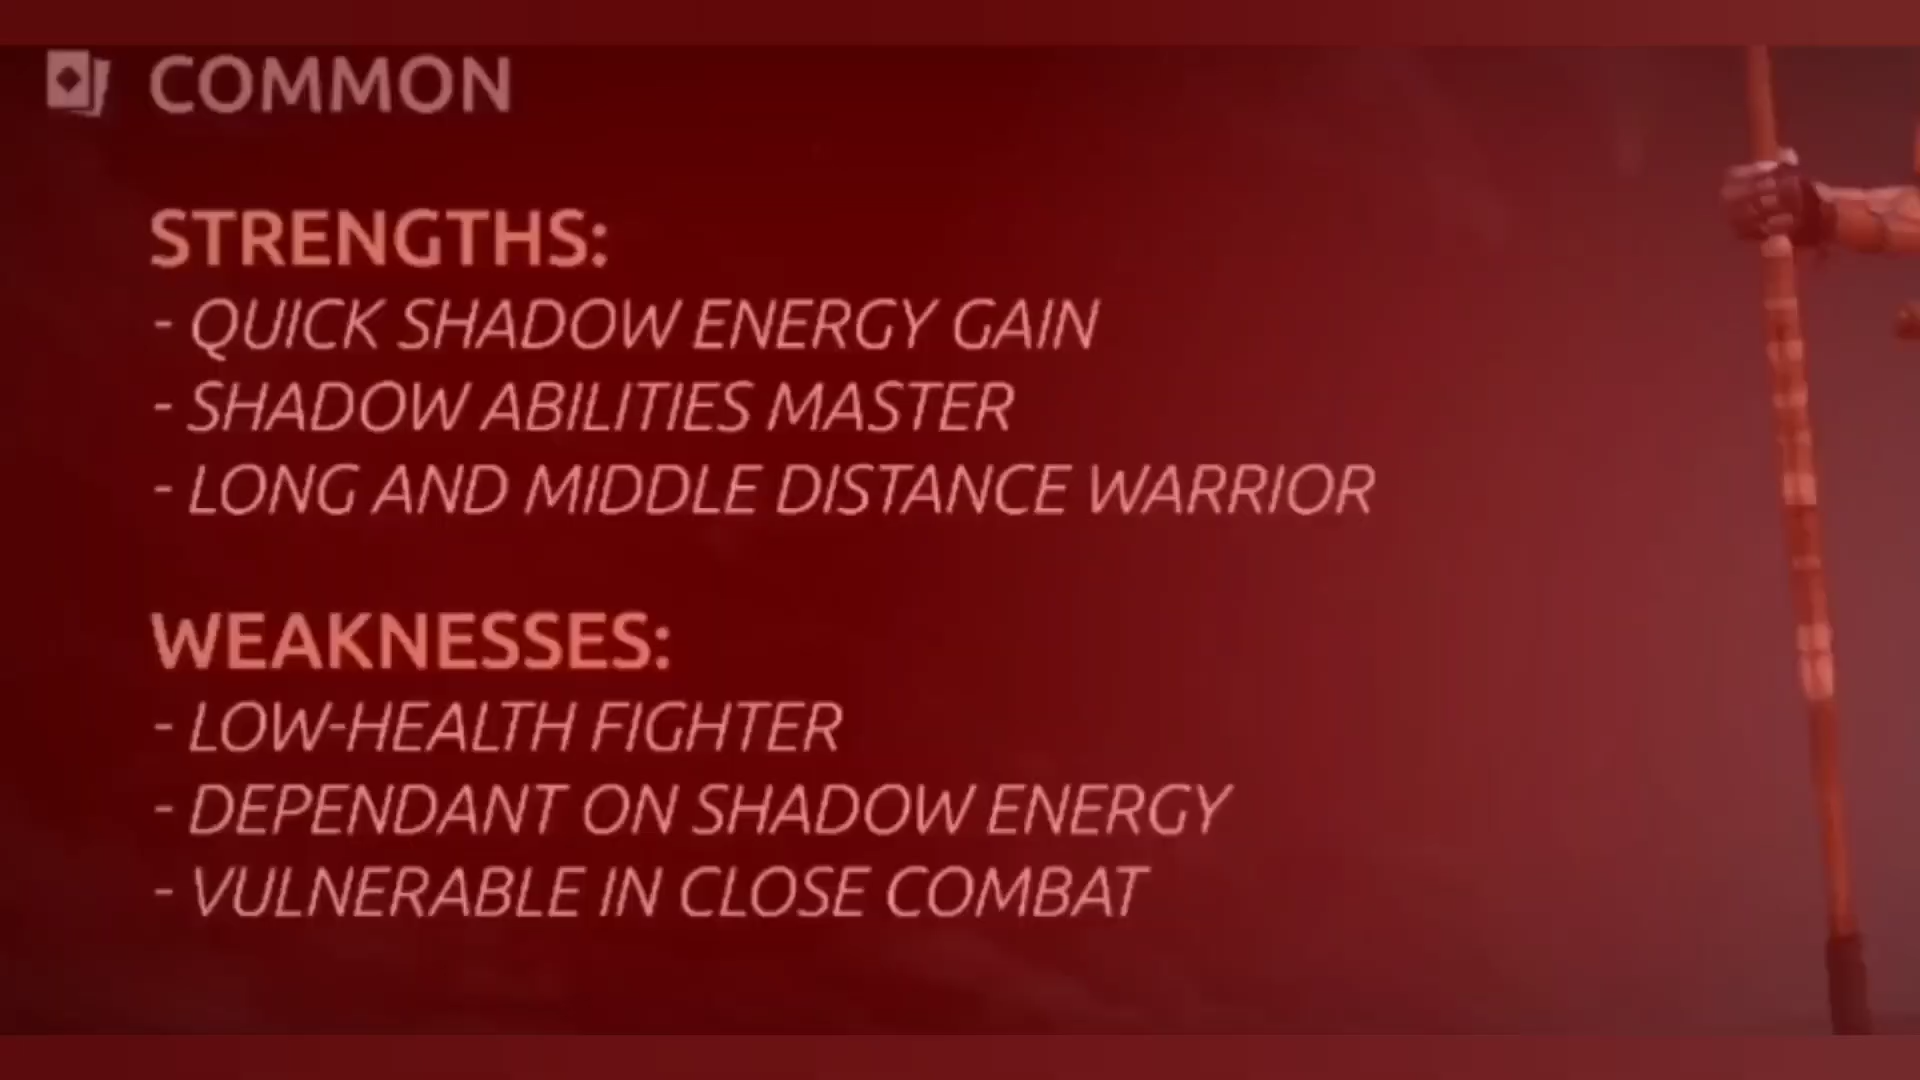 COMMON
STRENGTHS:
- QUICK SHADOW ENERGY GAIN
- SHADOW ABILITIES MASTER
- LONG AND MIDDLE DISTANCE WARRIOR
WEAKNESSES:
- LOW-HEALTH FIGHTER
- DEPENDANT ON SHADOW ENERGY
- VULNERABLE IN CLOSE COMBAT